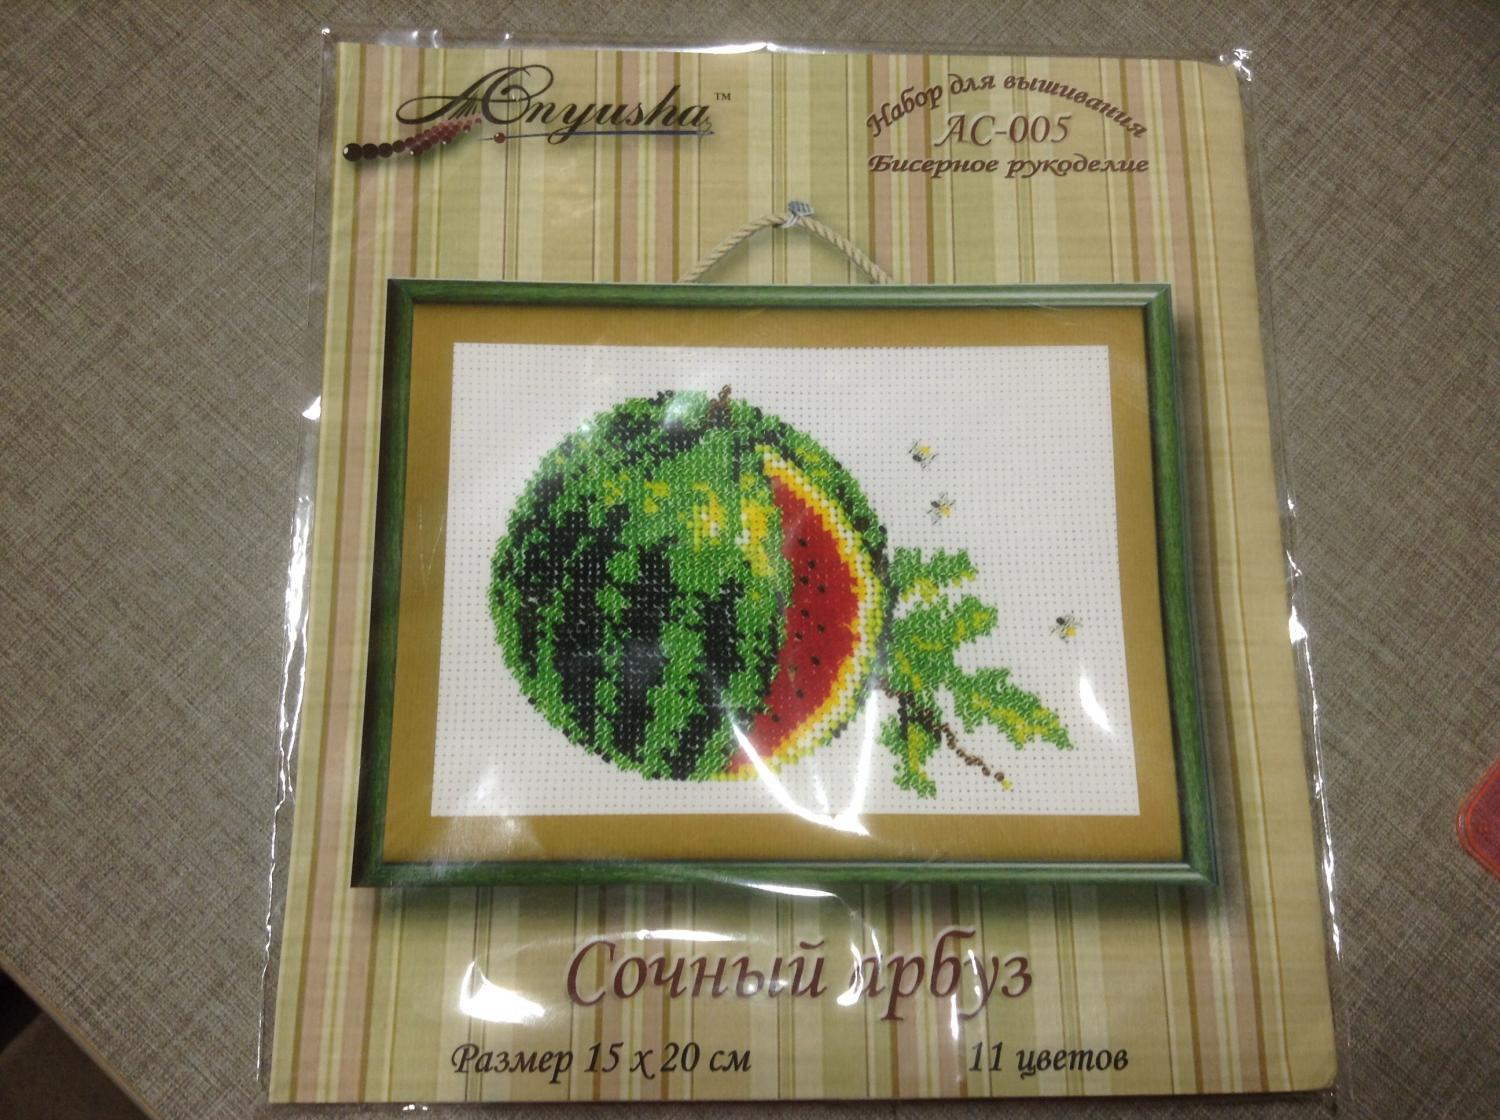 Anyusha™
Набор для вышивания
АС-005
Бисерное рукоделие
Сочный арбуз
Размер 15 х 20 см
11 цветов